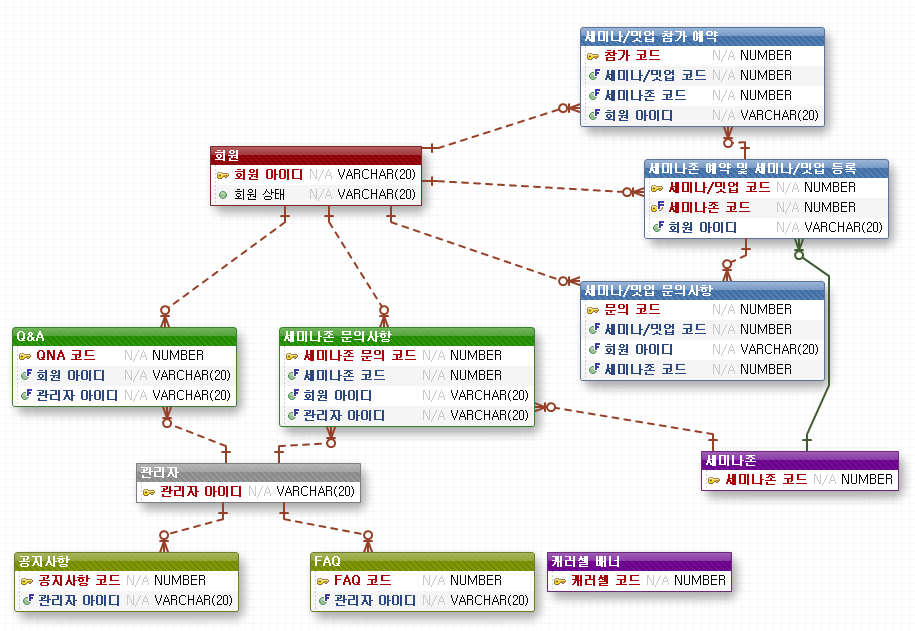 세미나/밋업 참가 예약
참가 코드 N/A NUMBER
세미나/밋업 코드 N/A NUMBER
세미나존 코드 N/A NUMBER
회원 아이디 N/A VARCHAR(20)
회원
회원 아이디 N/A VARCHAR(20)
회원 상태 N/A VARCHAR(20)
세미나존 예약 및 세미나/밋업 등록
세미나/밋업 코드 N/A NUMBER
세미나존 코드 N/A NUMBER
회원 아이디 N/A VARCHAR(20)
세미나/밋업 문의사항
문의 코드 N/A NUMBER
세미나/밋업 코드 N/A NUMBER
회원 아이디 N/A VARCHAR(20)
세미나존 코드 N/A NUMBER
Q&A
QNA 코드 N/A NUMBER
회원 아이디 N/A VARCHAR(20)
관리자 아이디 N/A VARCHAR(20)
세미나존 문의사항
세미나존 문의 코드 N/A NUMBER
세미나존 코드 N/A NUMBER
회원 아이디 N/A VARCHAR(20)
관리자 아이디 N/A VARCHAR(20)
세미나존
세미나존 코드 N/A NUMBER
관리자
관리자 아이디 N/A VARCHAR(20)
공지사항
공지사항 코드 N/A NUMBER
관리자 아이디 N/A VARCHAR(20)
FAQ
FAQ 코드 N/A NUMBER
관리자 아이디 N/A VARCHAR(20)
캐러셀 배너
캐러셀 코드 N/A NUMBER